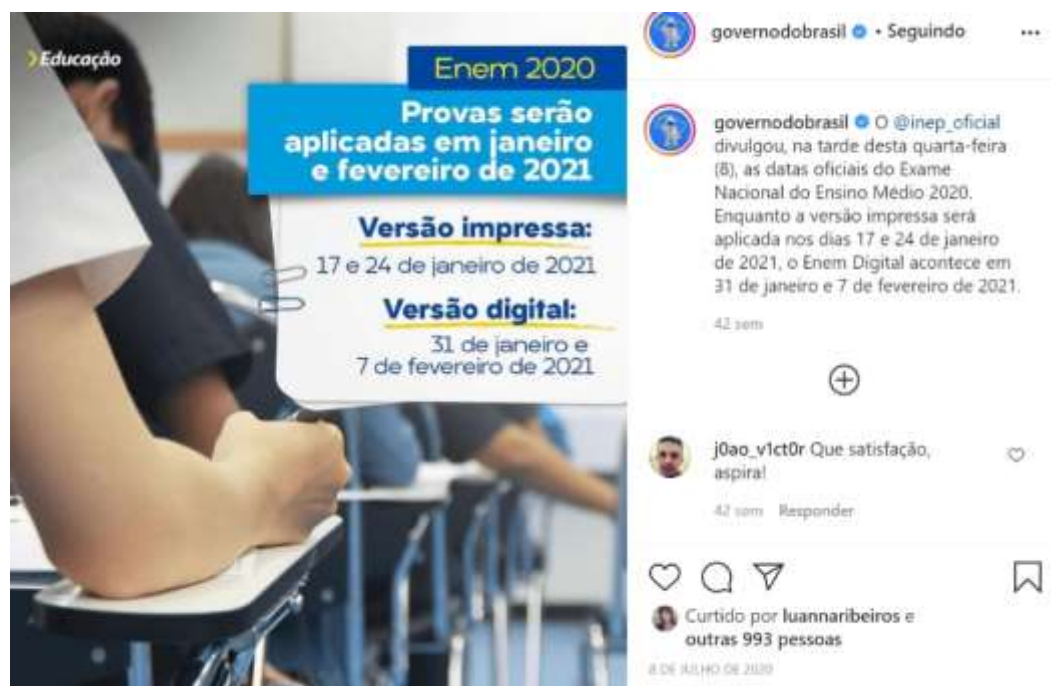 Educação
Enem 2020
Provas serão
aplicadas em janeiro
e fevereiro de 2021
Versão impressa:
17 e 24 de janeiro de 2021
Versão digital:
31 de janeiro e
7 de fevereiro de 2021
governodobrasil • Seguindo
governodobrasil O @inep_oficial
divulgou, na tarde desta quarta-feira
(8), as datas oficiais do Exame
Nacional do Ensino Médio 2020.
Enquanto a versão impressa será
aplicada nos dias 17 e 24 de janeiro
de 2021, o Enem Digital acontece em
31 de janeiro e 7 de fevereiro de 2021.
42 sem
j0ao_v1ct0r Que satisfação,
aspira!
42 sem Responder
Curtido por luannaribeiros e
outras 993 pessoas
8 DE JULHO DE 2020